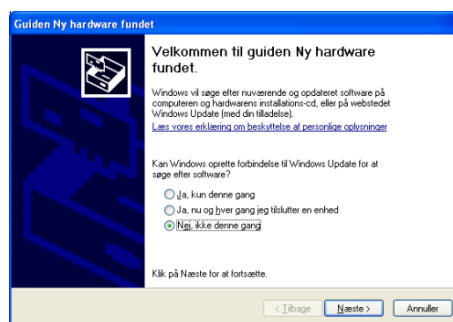 Guiden Ny hardware fundet
Velkommen til guiden Ny hardware
fundet.
Windows vil søge efter nuværende og opdateret software på
computeren og hardwarens installations-cd, eller på webstedet
Windows Update (med din tilladelse).
Læs vores erklæring om beskyttelse af personlige oplysninger
Kan Windows oprette forbindelse til Windows Update for at
søge efter software?
Ja, kun denne gang
Ja, nu og hver gang jeg tilslutter en enhed
Nej, ikke denne gang
Klik på Næste for at fortsætte.
< Tilbage Næste > Annuller